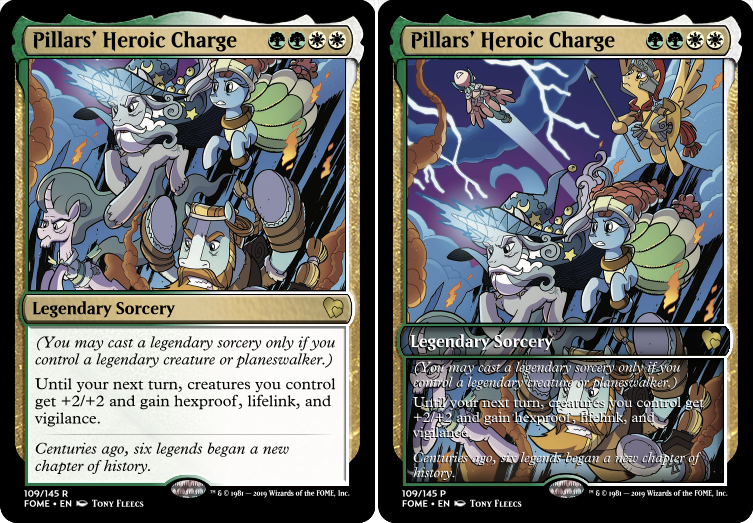 Pillars' Heroic Charge
Legendary Sorcery
(You may cast a legendary sorcery only if you
control a legendary creature or planeswalker.)
Until your next turn, creatures you control
get +2/+2 and gain hexproof, lifelink, and
vigilance.
Centuries ago, six legends began a new
chapter of history.
109/145 R
FOME • EN Tony Fleecs
™ & © 1981 — 2019 Wizards of the FOME, Inc.
Pillars' Heroic Charge
Legendary Sorcery
(You may cast a legendary sorcery only if you
control a legendary creature or planeswalker.)
Until your next turn, creatures you control get
+2/+2 and gain hexproof, lifelink, and
vigilance.
Centuries ago, six legends began a new chapter of
history.
109/145 P
FOME • EN Tony Fleecs
™ & © 1981 — 2019 Wizards of the FOME, Inc.